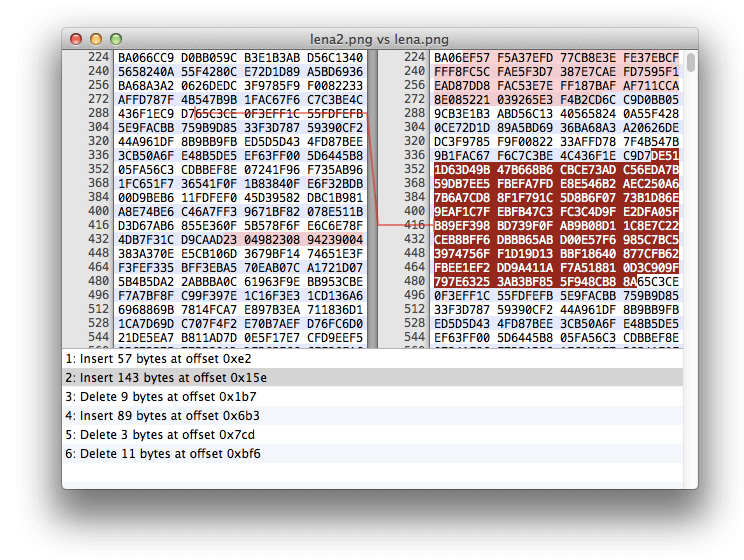 lena2.png vs lena.png
224 BA066CC9 D0BB059C B3E1B3AB D56C1340
240 5658240A 55F4280C E72D1D89 A5BD6936
256 BA68A3A2 0626DEDC 3F9785F9 F0082233
272 AFFD787F 4B547B9B 1FAC67F6 C7C3BE4C
288 436F1EC9 D765C3CE 0F3EFF1C 55FDFEFB
304 5E9FACBB 759B9D85 33F3D787 59390CF2
320 44A961DF 8B9BB9FB ED5D5D43 4FD87BEE
336 3CB50A6F E48B5DE5 EF63FF00 5D6445B8
352 05FA56C3 CDBBEF8E 07241F96 F735AB96
368 1FC651F7 36541F0F 1B83840F E6F32BDB
384 00D9BEB6 11FDFEF0 45D39582 DBC1B981
400 A8E74BE6 C46A7FF3 9671BF82 078E511B
416 D3D67AB6 855E360F 5B578F6F E6C6E78F
432 4DB7F31C D9CAAD23 04982308 94239004
448 383A370E E5CB106D 3679BF14 74651E3F
464 F3FEF335 BFF3EBA5 70EAB07C A1721D07
480 5B4B5DA2 2ABBBA0C 61963F9E BB953CBE
496 F7A7BF8F C99F397E 1C16F3E3 1CD136A6
512 6968869B 7814FCA7 E897B3EA 711836D1
528 1CA7D69D C707F4F2 E70B7AEF D76FC6D0
544 21DE5EA7 B811AD7D 0E5F17E7 CFD9EEF5
224 BA06EF57 F5A37EFD 77CB8E3E FE37EBCF
240 FFF8FC5C FAE5F3D7 387E7CAE FD7595F1
256 EAD87DD8 FAC53E7E FF187BAF AF711CCA
272 8E085221 039265E3 F4B2CD6C C9D0BB05
288 9CB3E1B3 ABD56C13 40565824 0A55F428
304 0CE72D1D 89A5BD69 36BA68A3 A20626DE
320 DC3F9785 F9F00822 33AFFD78 7F4B547B
336 9B1FAC67 F6C7C3BE 4C436F1E C9D7DE51
352 1D63D49B 47B668B6 CBCE73AD C56EDA7B
368 59DB7EE5 FBEFA7FD E8E546B2 AEC250A6
384 7B6A7CD8 8F1F791C 5D8B6F07 73B1D86E
400 9EAF1C7F EBFB47C3 FC3C4D9F E2DFA05F
416 B89EF398 BD739F0F AB9B08D1 1C8E7C22
432 CEB8BFF6 DBBB65AB D00E57F6 985C7BC5
448 3974756F F1D19D13 BBF18640 877CFB62
464 FBEE1EF2 DD9A411A F7A51881 0D3C909F
480 797E6325 3AB3BF85 5F948CB8 8A65C3CE
496 0F3EFF1C 55FDFEFB 5E9FACBB 759B9D85
512 33F3D787 59390CF2 44A961DF 8B9BB9FB
528 ED5D5D43 4FD87BEE 3CB50A6F E48B5DE5
544 EF63FF00 5D6445B8 05FA56C3 CDBBEF8E
1: Insert 57 bytes at offset 0xe2
2: Insert 143 bytes at offset 0x15e
3: Delete 9 bytes at offset 0x1b7
4: Insert 89 bytes at offset 0x6b3
5: Delete 3 bytes at offset 0x7cd
6: Delete 11 bytes at offset 0xbf6